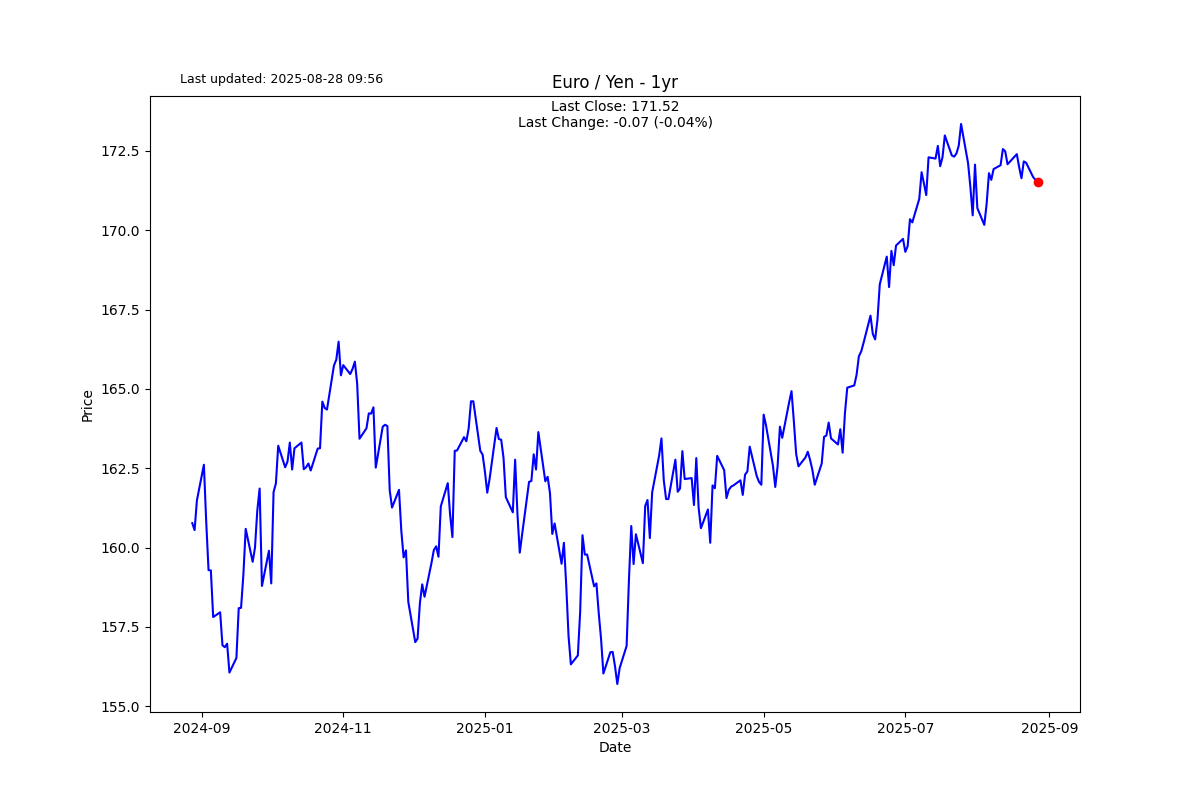 Last updated: 2025-08-28 09:56
Euro / Yen - 1yr
Last Close: 171.52
Last Change: -0.07 (-0.04%)
172.5
170.0
167.5
165.0
162.5
160.0
157.5
155.0
Price
2024-09
2024-11
2025-01
2025-03
2025-05
2025-07
2025-09
Date